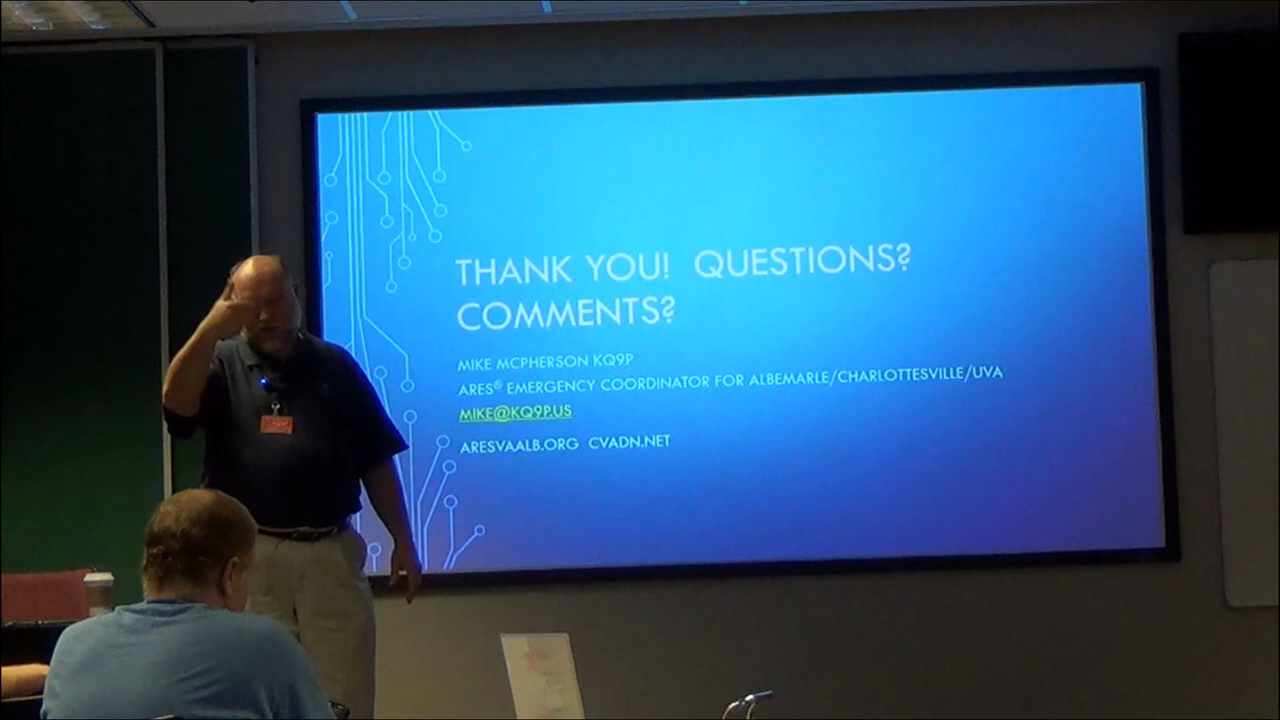 THANK YOU!  QUESTIONS?
COMMENTS?
MIKE MCPHERSON KQ9P
ARES® EMERGENCY COORDINATOR FOR ALBEMARLE/CHARLOTTESVILLE/UVA
MIKE@KQ9P.US
ARESVAALB.ORG  CVADN.NET